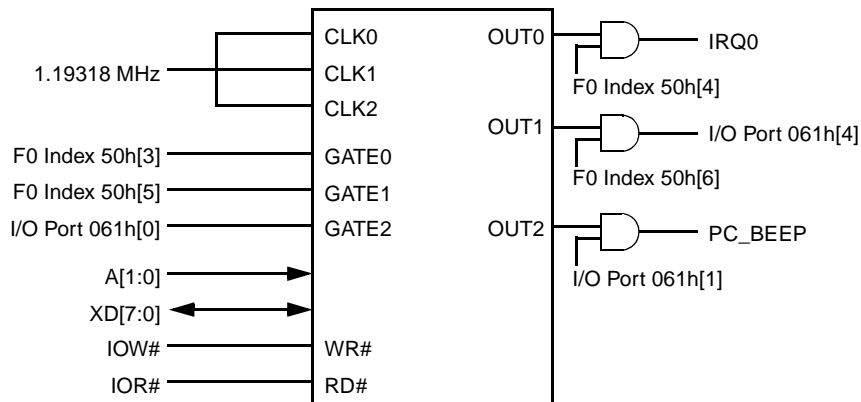 CLK0 OUT0 IRQ0
1.19318 MHz CLK1
F0 Index 50h[4]
CLK2
OUT1 I/O Port 061h[4]
F0 Index 50h[3] GATE0
F0 Index 50h[6]
F0 Index 50h[5] GATE1
I/O Port 061h[0] GATE2 OUT2 PC_BEEP
A[1:0]
I/O Port 061h[1]
XD[7:0]
IOW# WR#
IOR# RD#